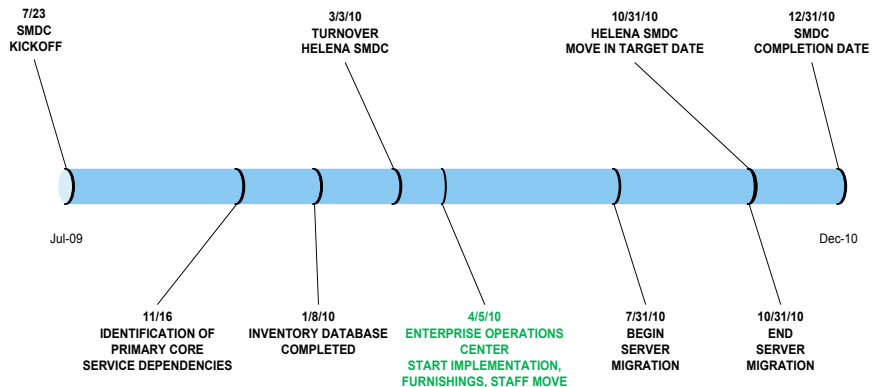 7/23
SMDC
KICKOFF
3/3/10
TURNOVER
HELENA SMDC
10/31/10
HELENA SMDC
MOVE IN TARGET DATE
12/31/10
SMDC
COMPLETION DATE
Jul-09
Dec-10
11/16
IDENTIFICATION OF
PRIMARY CORE
SERVICE DEPENDENCIES
1/8/10
INVENTORY DATABASE
COMPLETED
4/5/10
ENTERPRISE OPERATIONS
CENTER
START IMPLEMENTATION,
FURNISHINGS, STAFF MOVE
7/31/10
BEGIN
SERVER
MIGRATION
10/31/10
END
SERVER
MIGRATION